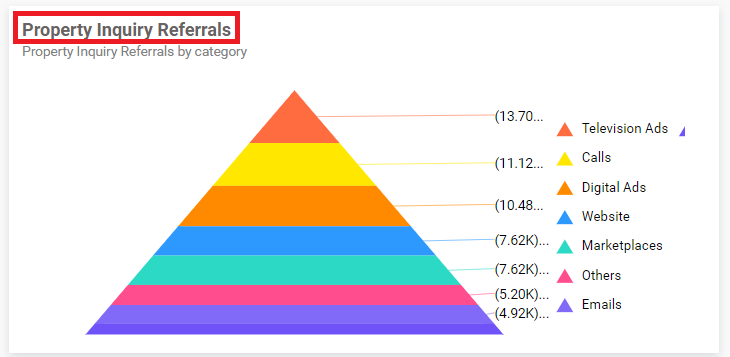 Property Inquiry Referrals
Property Inquiry Referrals by category
(13.70...
(11.12...
(10.48...
(7.62K)...
(7.62K)...
(5.20K)...
(4.92K)...
Television Ads
Calls
Digital Ads
Website
Marketplaces
Others
Emails